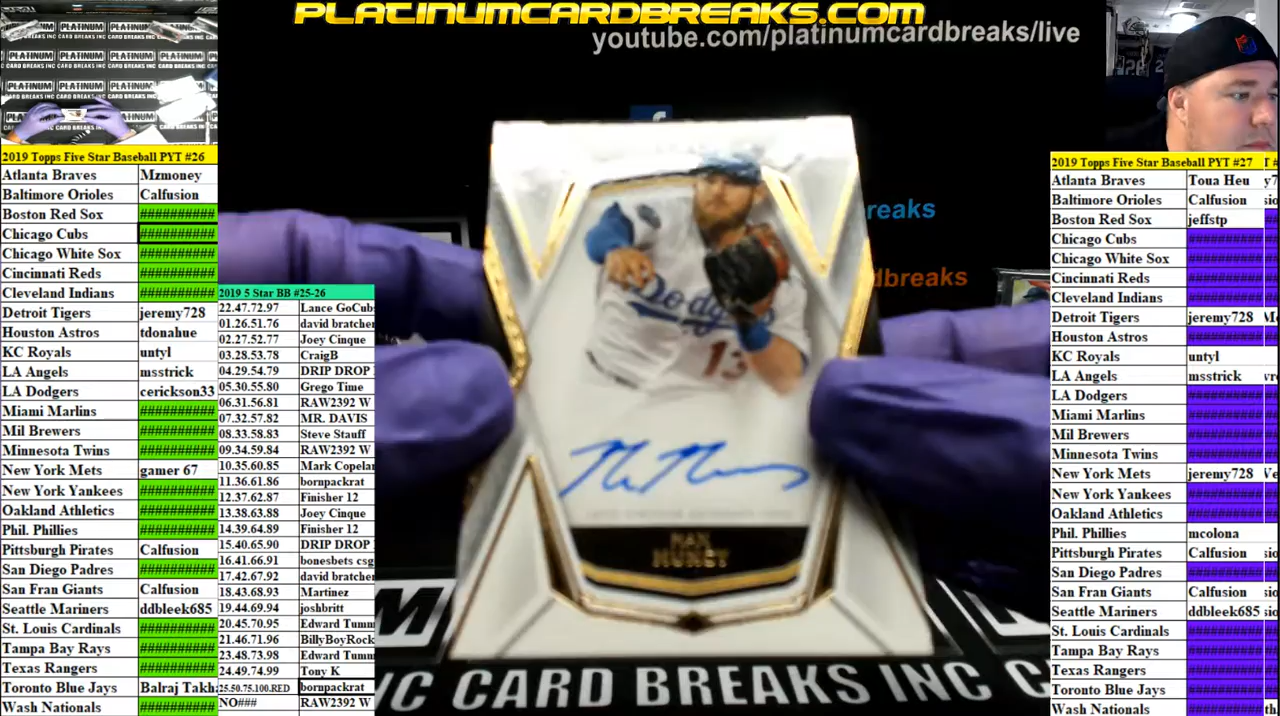 PLATINUMCARDBREAKS.COM
youtube.com/platinumcardbreaks/live
PLATINUM PLATINUM
CARD BREAKS INC
2019 Topps Five Star Baseball PYT #26
Atlanta Braves Mzmoney
Baltimore Orioles Calfusion
Boston Red Sox ##########
Chicago Cubs ##########
Chicago White Sox ##########
Cincinnati Reds ##########
Cleveland Indians ##########
Detroit Tigers jeremy728
Houston Astros tdonahue
KC Royals untyl
LA Angels msstrick
LA Dodgers cerickson33
Miami Marlins ##########
Mil Brewers ##########
Minnesota Twins ##########
New York Mets gamer 67
New York Yankees ##########
Oakland Athletics ##########
Phil. Phillies ##########
Pittsburgh Pirates Calfusion
San Diego Padres ##########
San Fran Giants Calfusion
Seattle Mariners ddbleek685
St. Louis Cardinals ##########
Tampa Bay Rays ##########
Texas Rangers ##########
Toronto Blue Jays Balraj Takh
Wash Nationals ##########
2019 5 Star BB #25-26
22.47.72.97 Lance GoCub
01.26.51.76 david bratcher
02.27.52.77 Joey Cinque
03.28.53.78 CraigB
04.29.54.79 DRIP DROP
05.30.55.80 Grego Time
06.31.56.81 RAW2392 W
07.32.57.82 MR. DAVIS
08.33.58.83 Steve Stauff
09.34.59.84 RAW2392 W
10.35.60.85 Mark Copelan
11.36.61.86 bornpackrat
12.37.62.87 Finisher 12
13.38.63.88 Joey Cinque
14.39.64.89 Finisher 12
15.40.65.90 DRIP DROP
16.41.66.91 bonesbets csg
17.42.67.92 david bratcher
18.43.68.93 Martinez
19.44.69.94 joshbritt
20.45.70.95 Edward Tumm
21.46.71.96 BillyBoyRock
23.48.73.98 Edward Tumm
24.49.74.99 Tony K
25.50.75.100.RED bornpackrat
NO### RAW2392 W
reaks
rdbreaks
Dodgers
13
MAX
MUNCY
IC CARD BREAKS INC C
2019 Topps Five Star Baseball PYT #27
Atlanta Braves Toua Heu
Baltimore Orioles Calfusion
Boston Red Sox jeffstp
Chicago Cubs ##########
Chicago White Sox ##########
Cincinnati Reds ##########
Cleveland Indians ##########
Detroit Tigers jeremy728
Houston Astros ##########
KC Royals untyl
LA Angels msstrick
LA Dodgers ##########
Miami Marlins ##########
Mil Brewers ##########
Minnesota Twins ##########
New York Mets jeremy728
New York Yankees ##########
Oakland Athletics ##########
Phil. Phillies mcolona
Pittsburgh Pirates Calfusion
San Diego Padres ##########
San Fran Giants Calfusion
Seattle Mariners ddbleek685
St. Louis Cardinals ##########
Tampa Bay Rays ##########
Texas Rangers ##########
Toronto Blue Jays ##########
Wash Nationals ##########